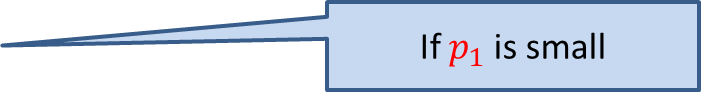 If p₁ is small